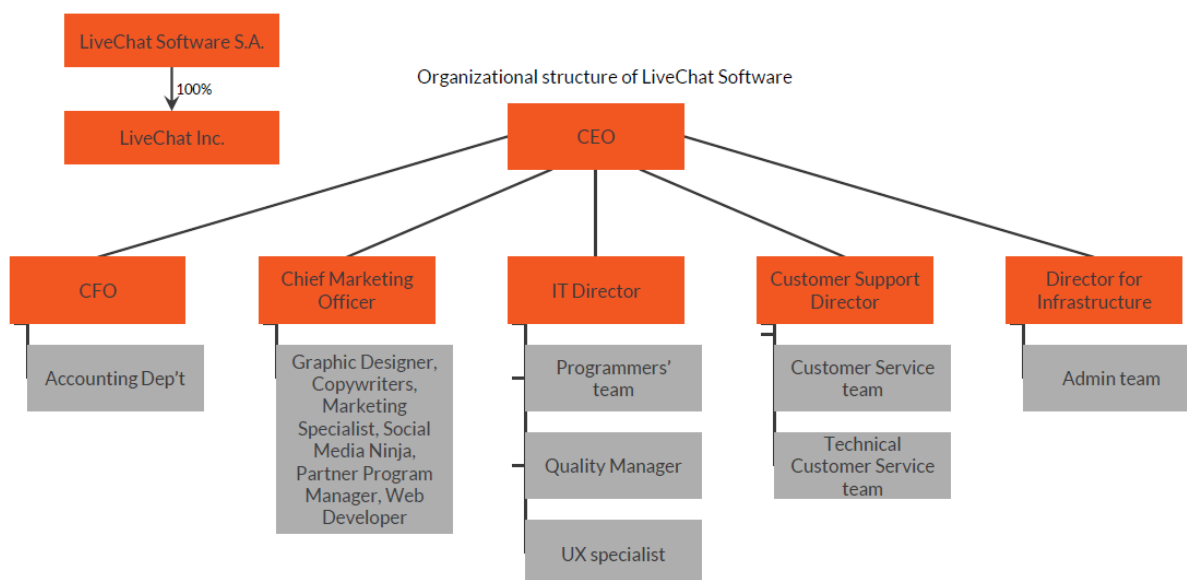 LiveChat Software S.A.
100%
LiveChat Inc.
Organizational structure of LiveChat Software
CEO
CFO
Chief Marketing
Officer
IT Director
Customer Support
Director
Director for
Infrastructure
Accounting Dep't
Graphic Designer,
Copywriters,
Marketing
Specialist, Social
Media Ninja,
Partner Program
Manager, Web
Developer
Programmers’
team
Quality Manager
UX specialist
Customer Service
team
Technical
Customer Service
team
Admin team